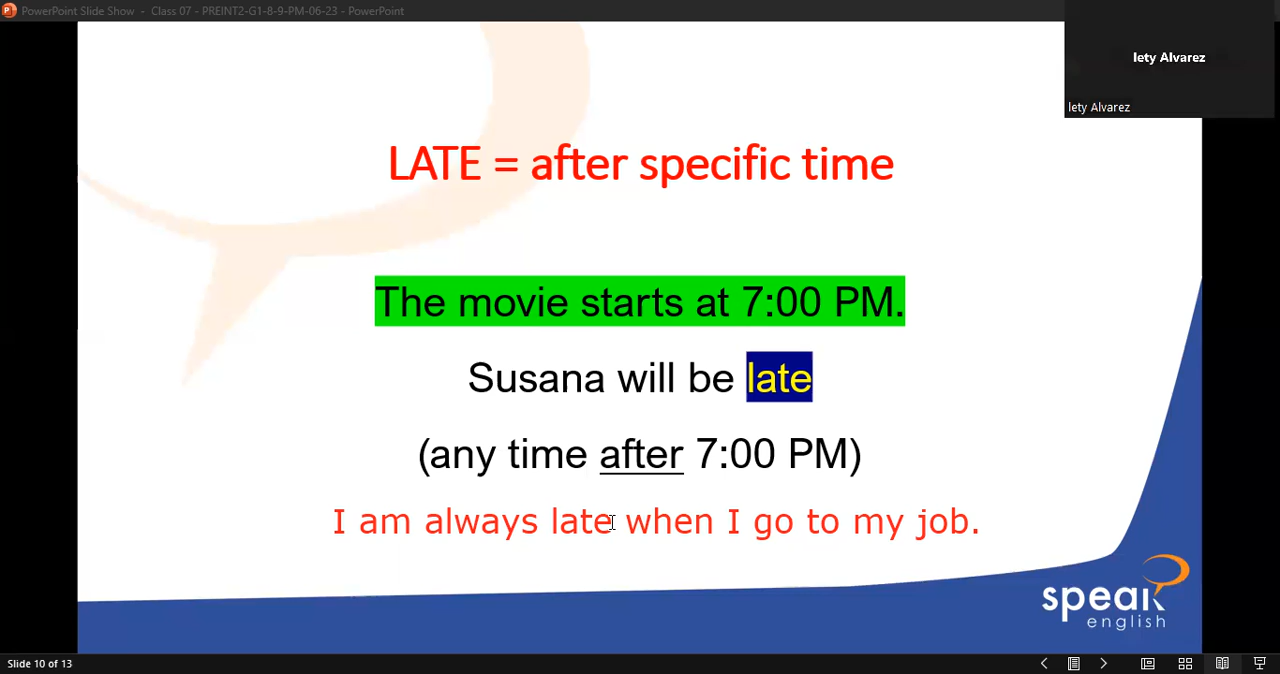 PowerPoint Slide Show - Class 07 - PREINT2-G1-8-9-PM-06-23 - PowerPoint
lety Alvarez
lety Alvarez
LATE = after specific time
The movie starts at 7:00 PM.
Susana will be late
(any time after 7:00 PM)
I am always late when I go to my job.
speak
english
Slide 10 of 13